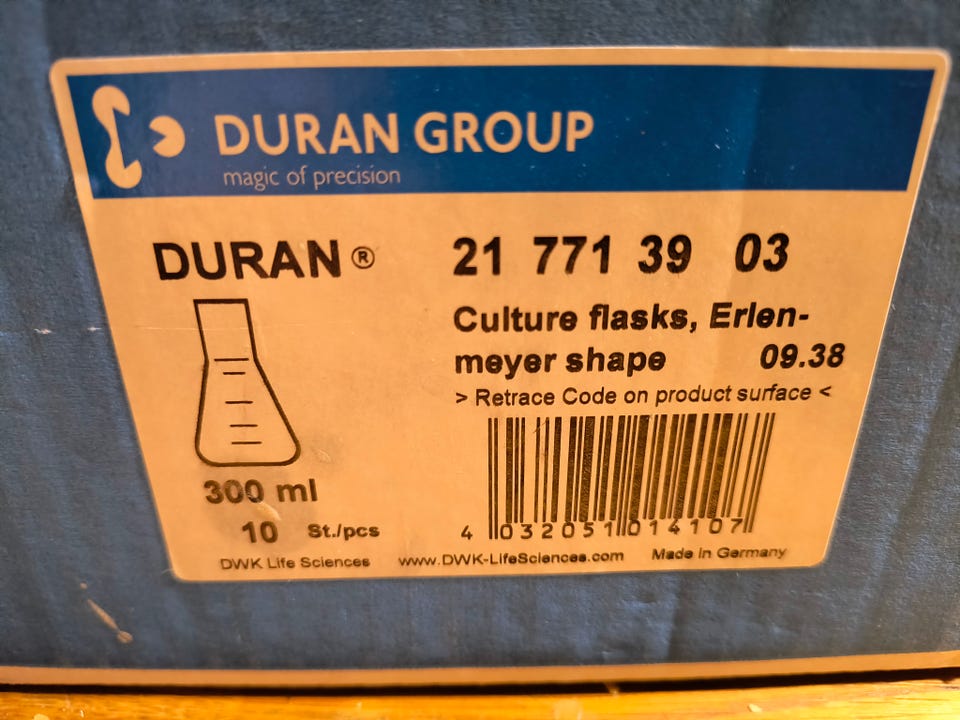 DURAN GROUP
magic of precision
DURAN ® 21 771 39 03
Culture flasks, Erlen-
meyer shape 09.38
> Retrace Code on product surface <
300 ml
10 St./pcs
4 032051 014107
DWK Life Sciences www.DWK-LifeSciences.com Made in Germany